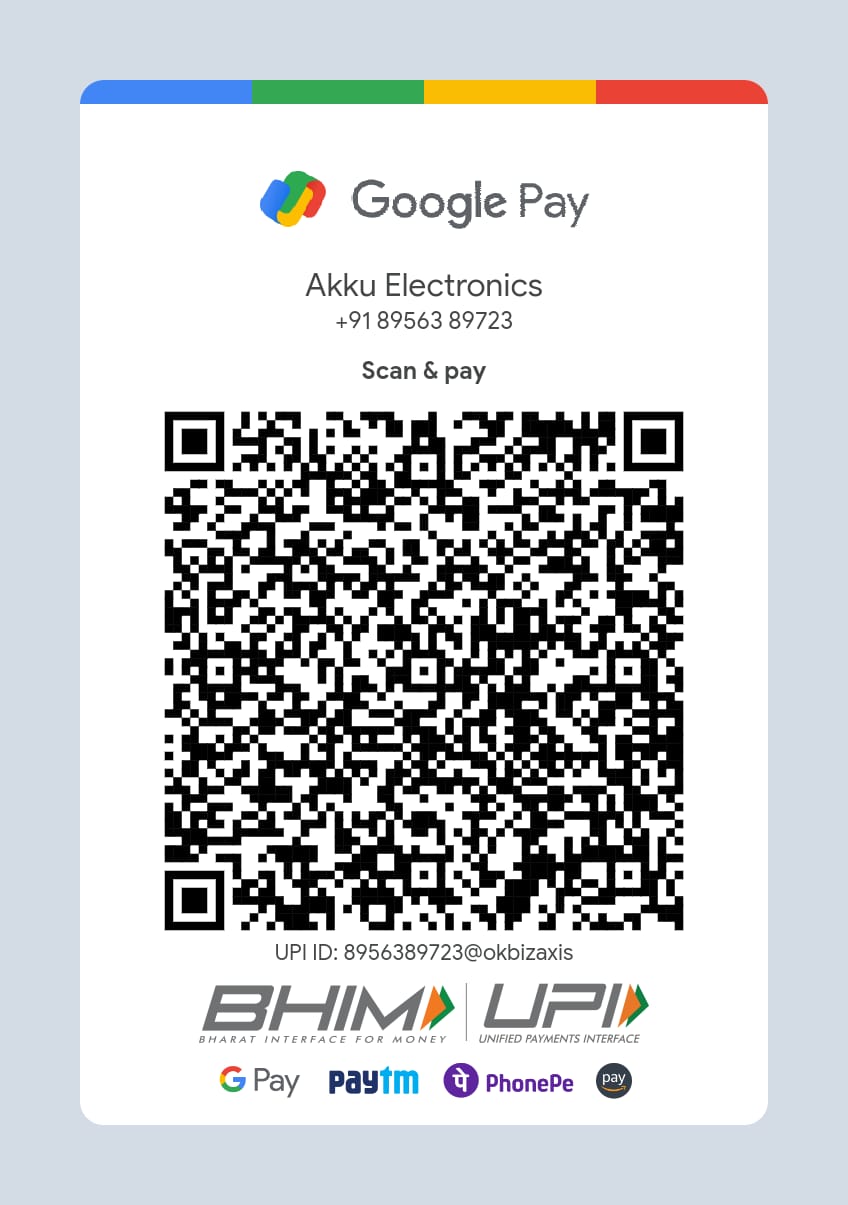 Google Pay
Akku Electronics
+91 89563 89723
Scan & pay
UPI ID: 8956389723@okbizaxis
BHIM UPI
BHARAT INTERFACE FOR MONEY UNIFIED PAYMENTS INTERFACE
G Pay paytm पे PhonePe pay